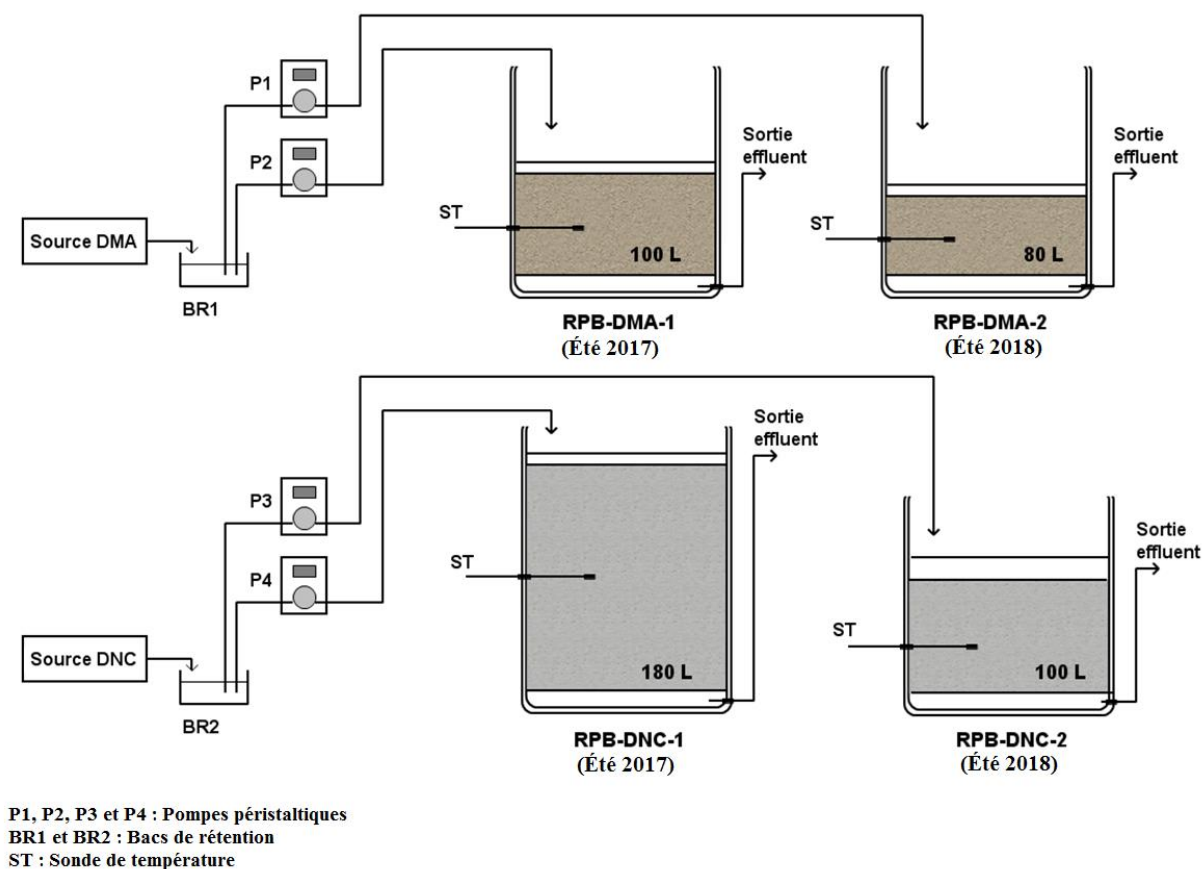 P1
P2
Source DMA
BR1
ST
100 L
Sortie
effluent
RPB-DMA-1
(Été 2017)
ST
80 L
Sortie
effluent
RPB-DMA-2
(Été 2018)
P3
P4
Source DNC
BR2
ST
180 L
Sortie
effluent
RPB-DNC-1
(Été 2017)
ST
100 L
Sortie
effluent
RPB-DNC-2
(Été 2018)
P1, P2, P3 et P4 : Pompes péristaltiques
BR1 et BR2 : Bacs de rétention
ST : Sonde de température